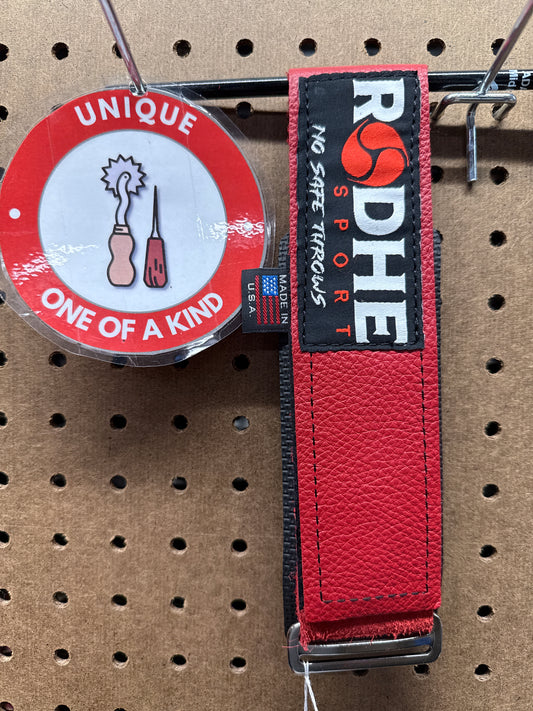 UNIQUE
ONE OF A KIND
RODHE
SPORT
NO SAFE THROWS
MADE IN
U.S.A.